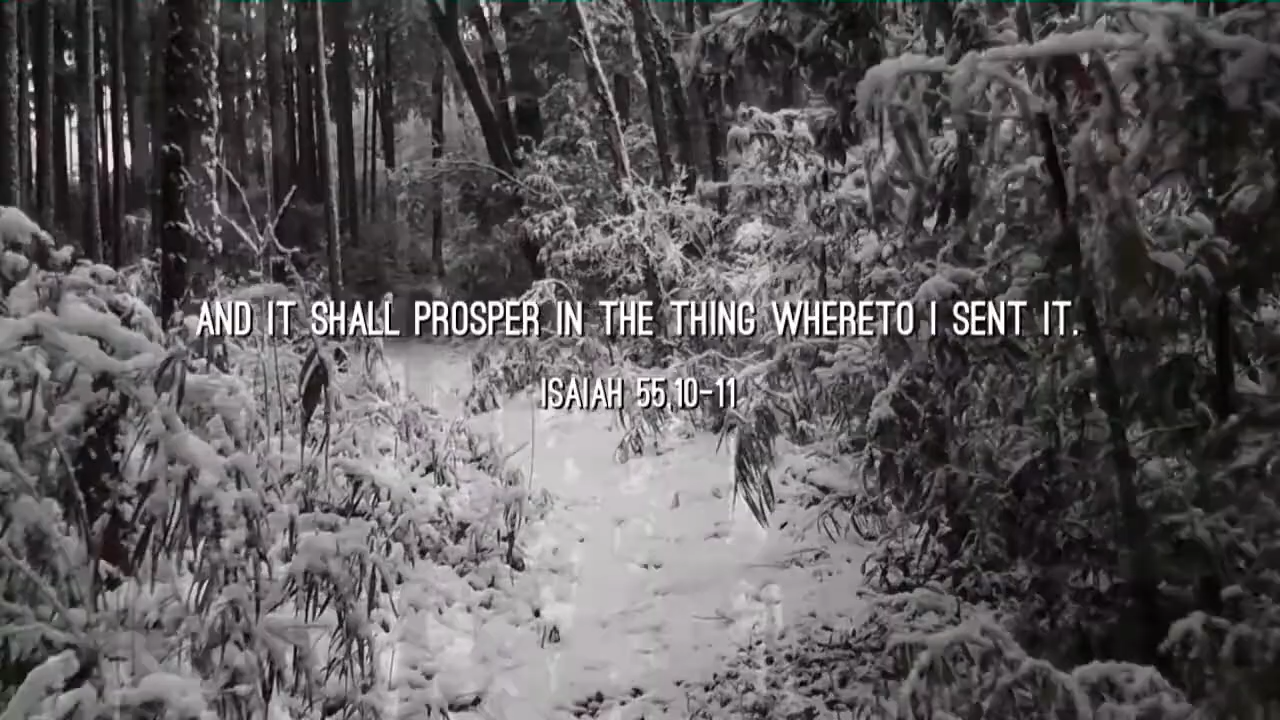 AND IT SHALL PROSPER IN THE THING WHERETO I SENT IT.
ISAIAH 55.10-11